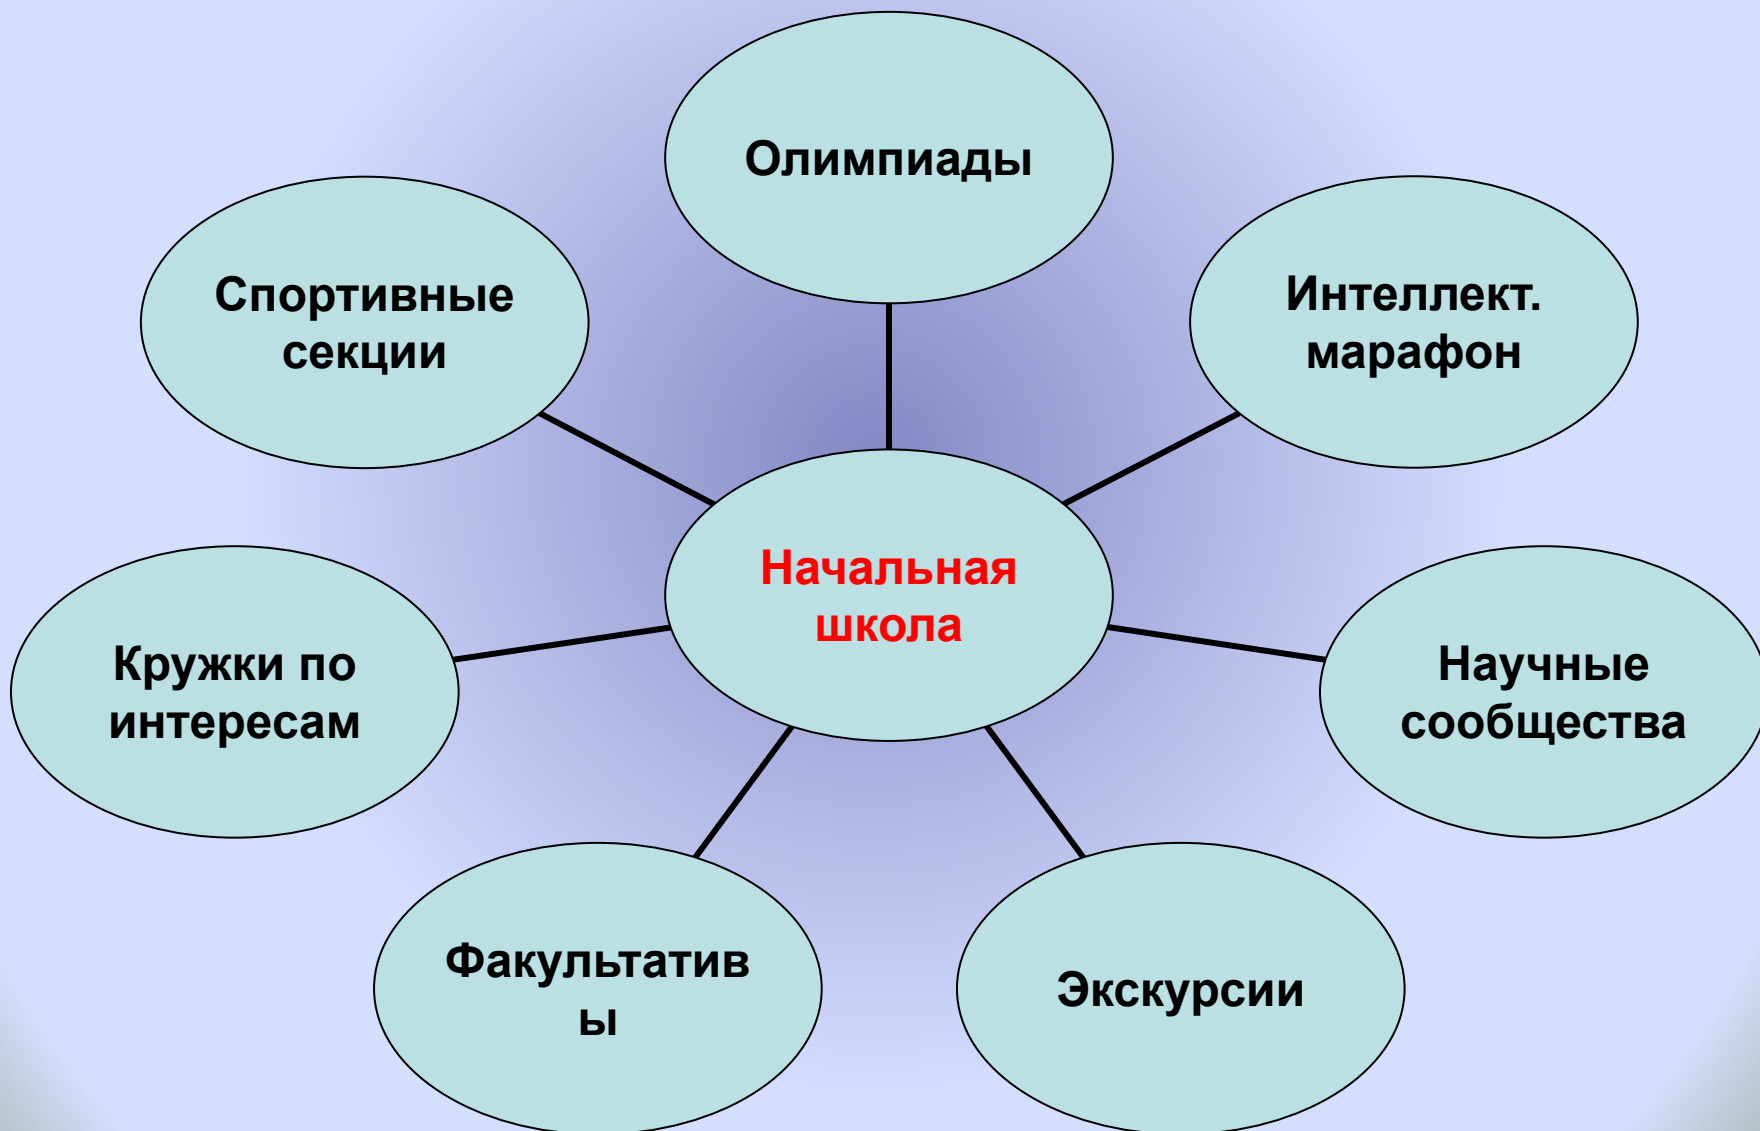 Олимпиады
Спортивные
секции
Интеллект.
марафон
Начальная
школа
Кружки по
интересам
Научные
сообщества
Факультатив
ы
Экскурсии